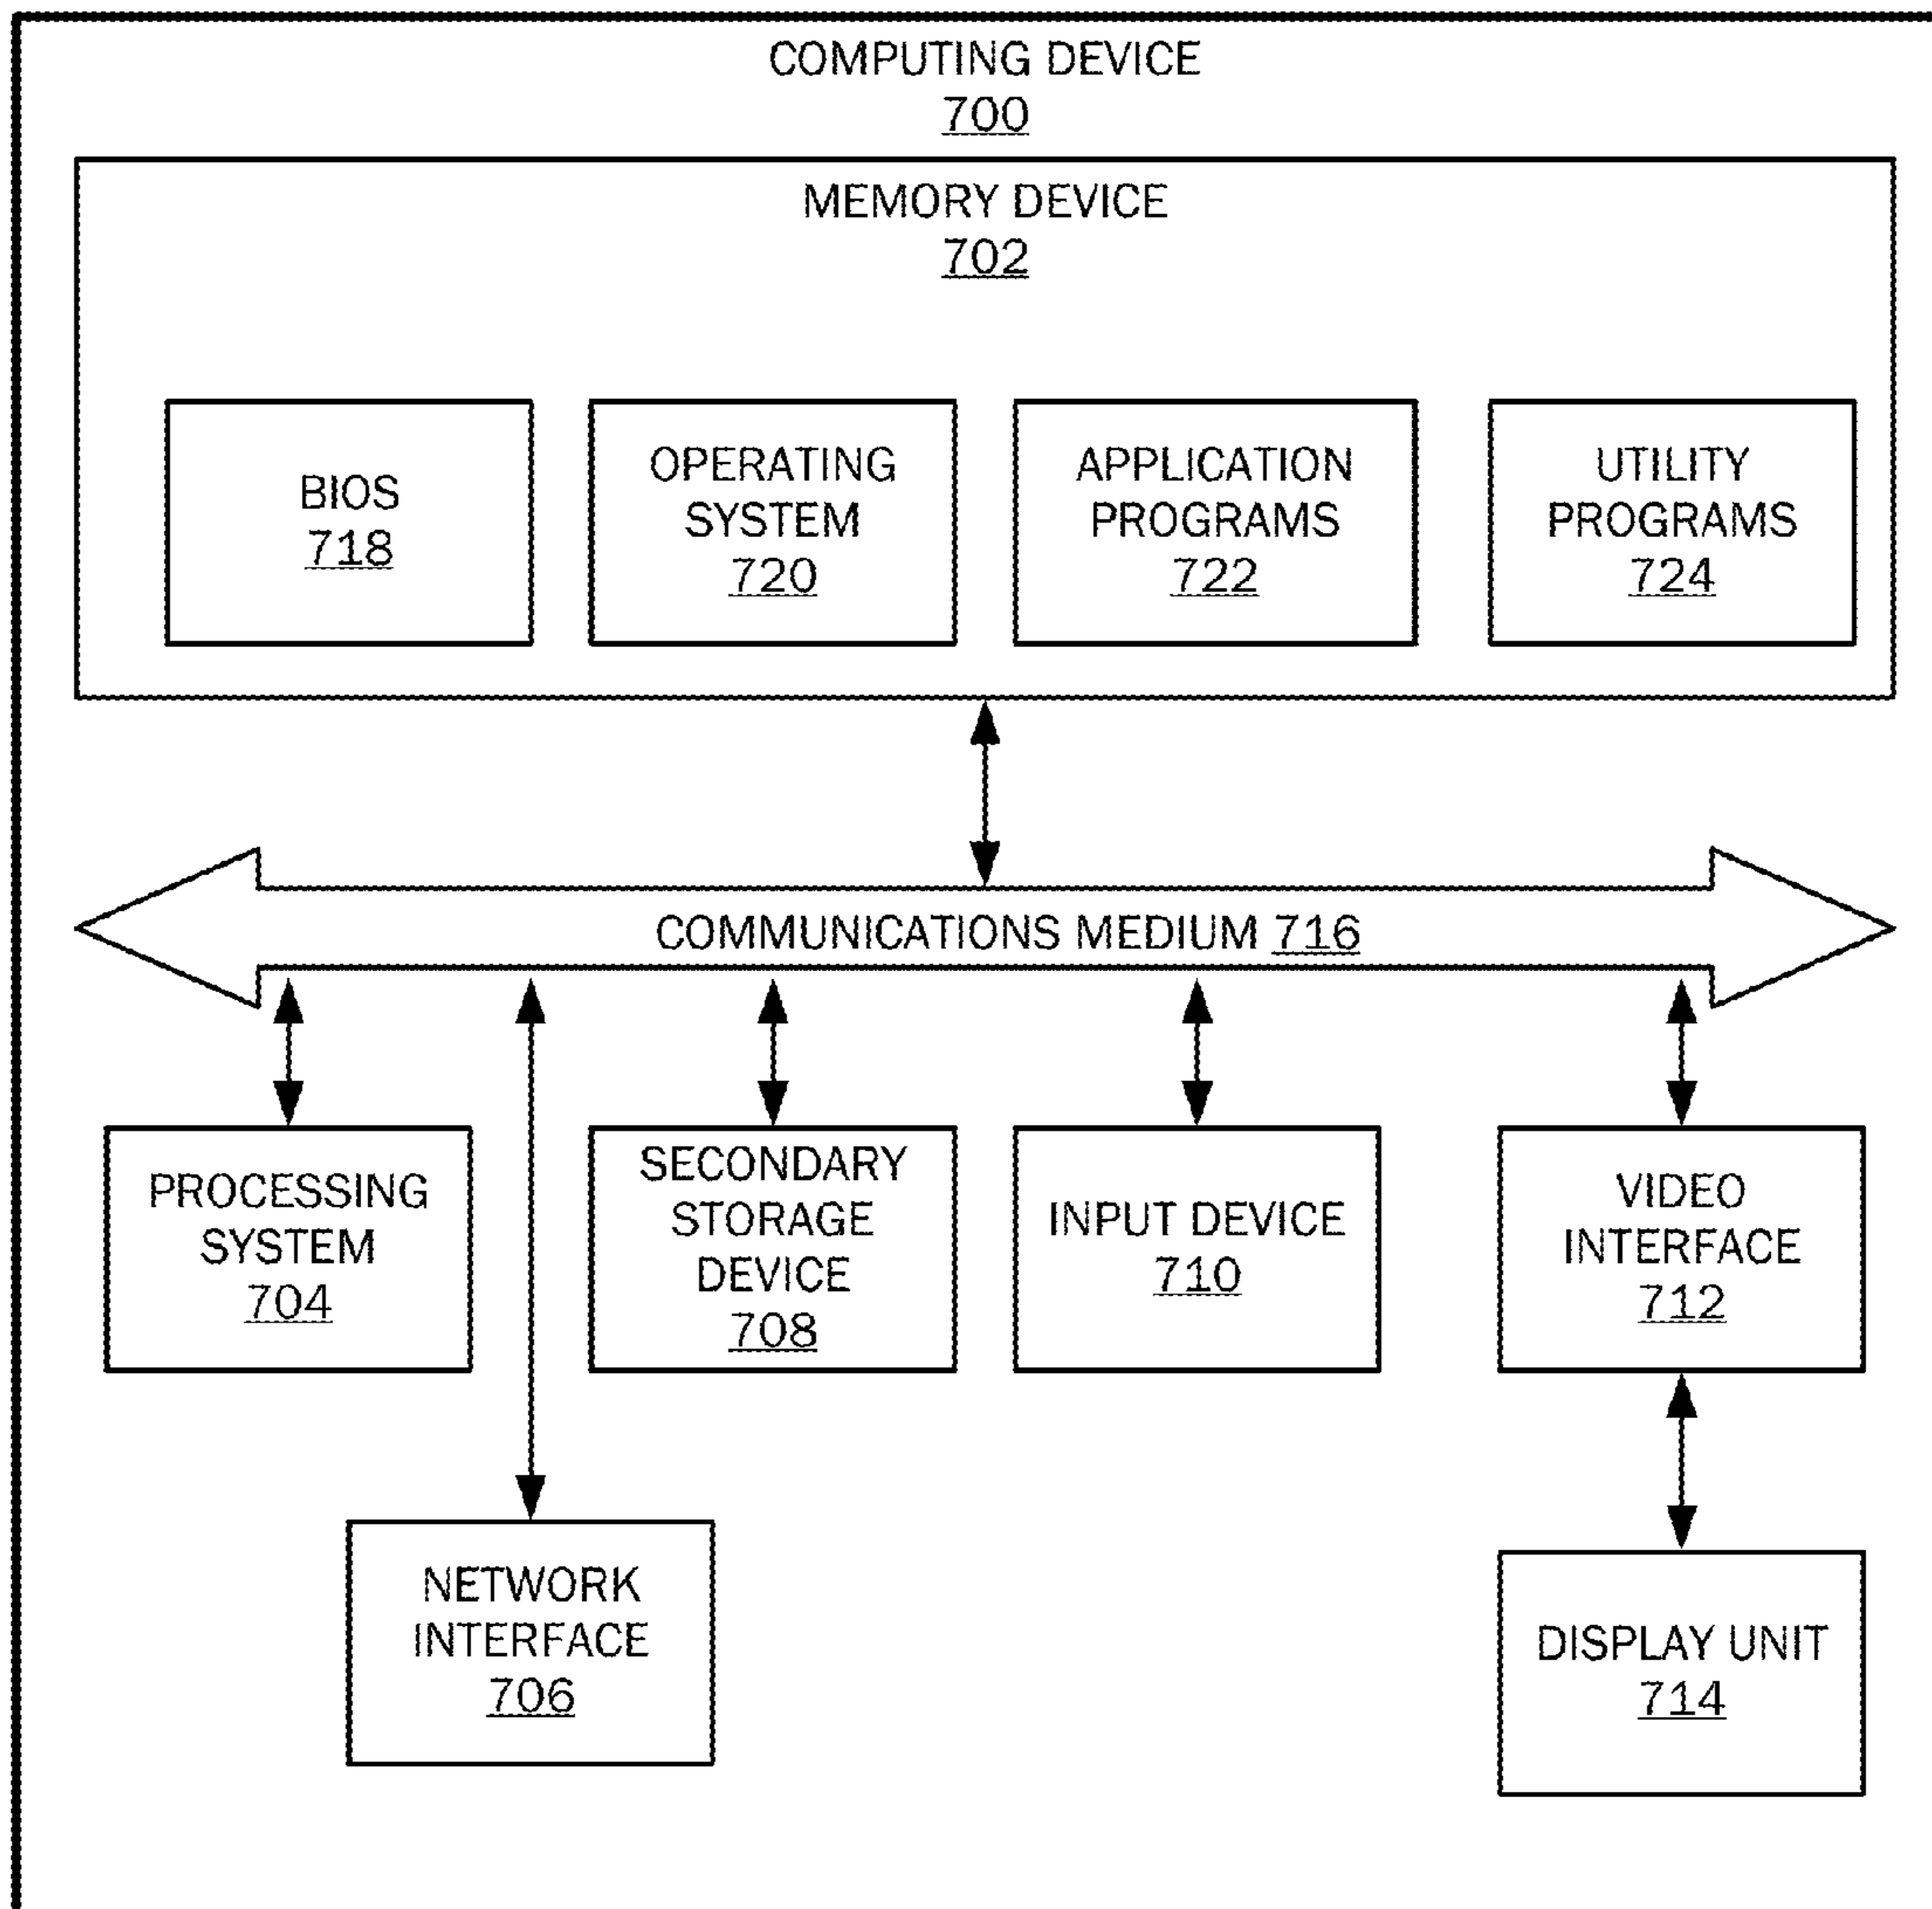 COMPUTING DEVICE
700
MEMORY DEVICE
702
BIOS
718
OPERATING
SYSTEM
720
APPLICATION
PROGRAMS
722
UTILITY
PROGRAMS
724
COMMUNICATIONS MEDIUM 716
PROCESSING
SYSTEM
704
SECONDARY
STORAGE
DEVICE
708
INPUT DEVICE
710
VIDEO
INTERFACE
712
NETWORK
INTERFACE
706
DISPLAY UNIT
714